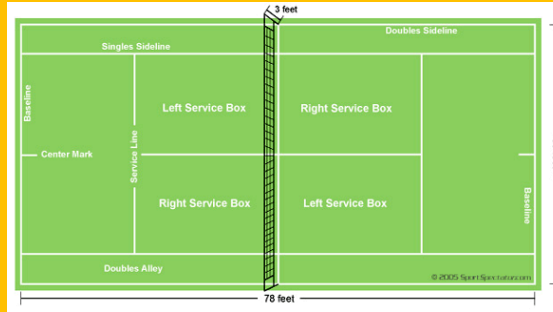 3 feet
Doubles Sideline
Singles Sideline
Baseline
Left Service Box
Right Service Box
Center Mark
Service Line
Right Service Box
Left Service Box
Baseline
Doubles Alley
© 2005 SportSpectator.com
78 feet